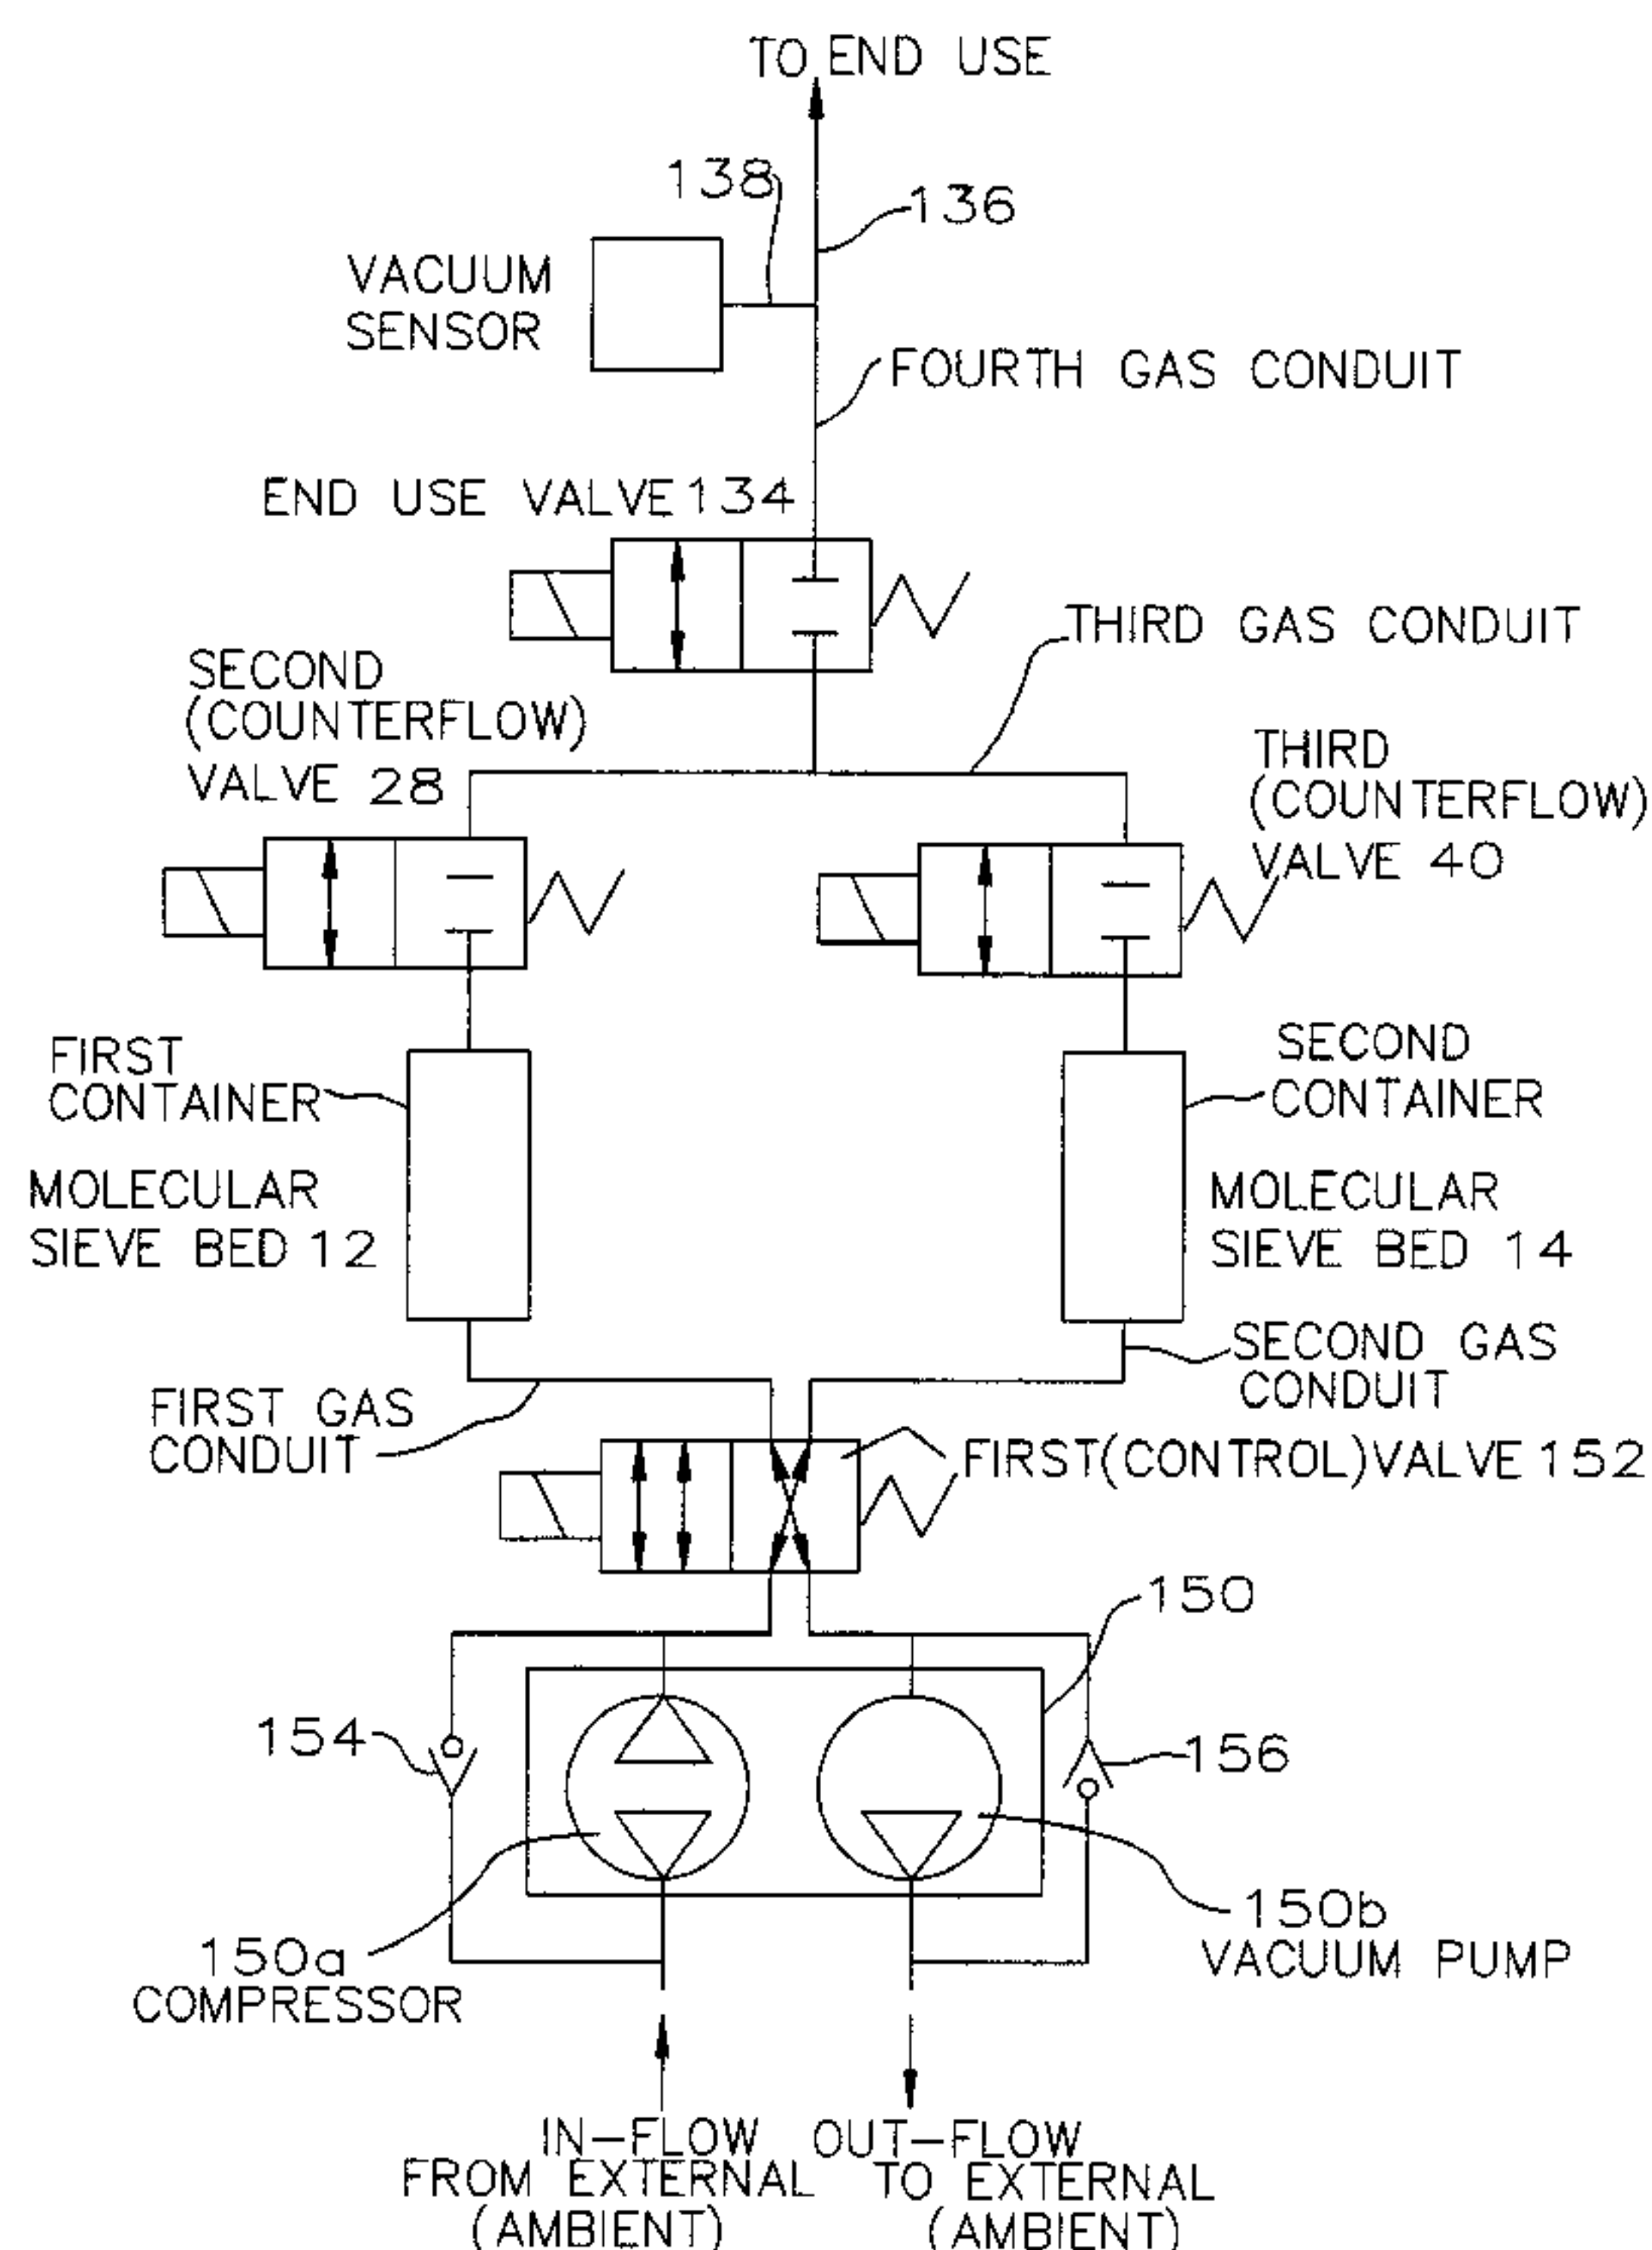 TO END USE
138
136
VACUUM
SENSOR
FOURTH GAS CONDUIT
END USE VALVE 134
THIRD GAS CONDUIT
SECOND
(COUNTERFLOW)
VALVE 28
THIRD
(COUNTERFLOW)
VALVE 40
FIRST
CONTAINER
SECOND
CONTAINER
MOLECULAR
SIEVE BED 12
MOLECULAR
SIEVE BED 14
SECOND GAS
CONDUIT
FIRST GAS
CONDUIT
FIRST(CONTROL)VALVE 152
150
154
156
150a
COMPRESSOR
150b
VACUUM PUMP
IN-FLOW
FROM EXTERNAL
(AMBIENT)
OUT-FLOW
TO EXTERNAL
(AMBIENT)